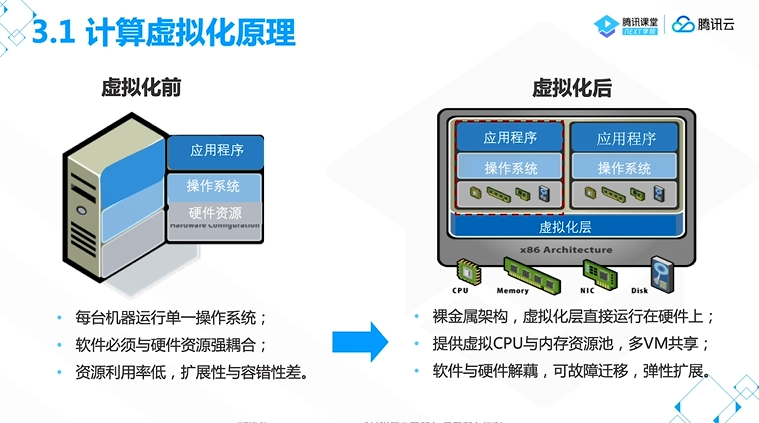 3.1 计算虚拟化原理
腾讯课堂
NEXT学院
腾讯云
虚拟化前
应用程序
操作系统
硬件资源
Hardware Configuration
每台机器运行单一操作系统；
软件必须与硬件资源强耦合；
资源利用率低，扩展性与容错性差。
虚拟化后
应用程序
应用程序
操作系统
操作系统
虚拟化层
x86 Architecture
CPU
Memory
NIC
Disk
裸金属架构，虚拟化层直接运行在硬件上；
提供虚拟CPU与内存资源池，多VM共享；
软件与硬件解藕，可故障迁移，弹性扩展。